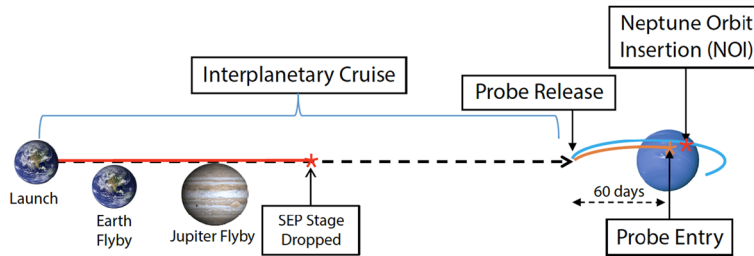 Neptune Orbit
Insertion (NOI)
Interplanetary Cruise
Probe Release
Launch
Earth
Flyby
Jupiter Flyby
SEP Stage
Dropped
60 days
Probe Entry